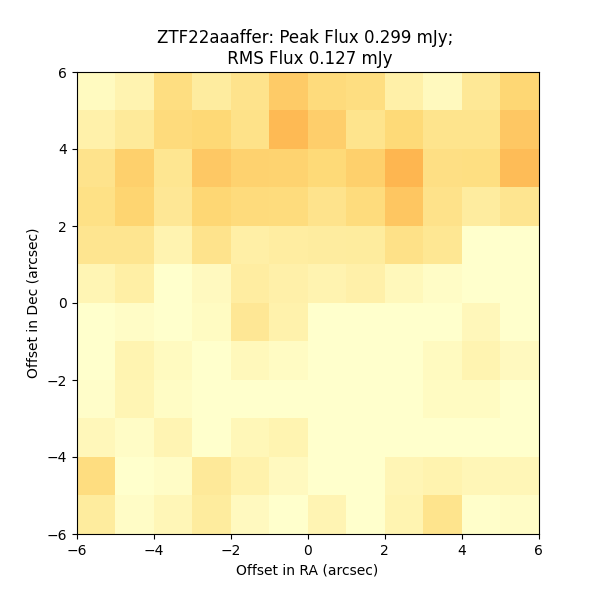 ZTF22aaaffer: Peak Flux 0.299 mJy;
RMS Flux 0.127 mJy
6
4
2
0
−2
−4
−6
Offset in Dec (arcsec)
−6 −4 −2 0 2 4 6
Offset in RA (arcsec)